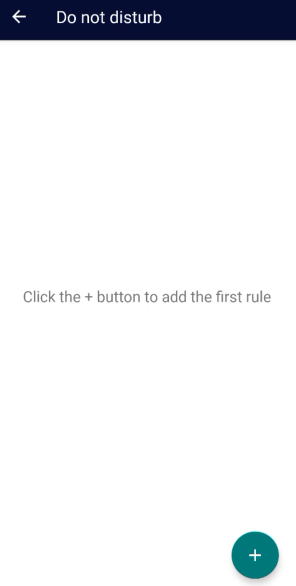 Do not disturb
Click the + button to add the first rule
+